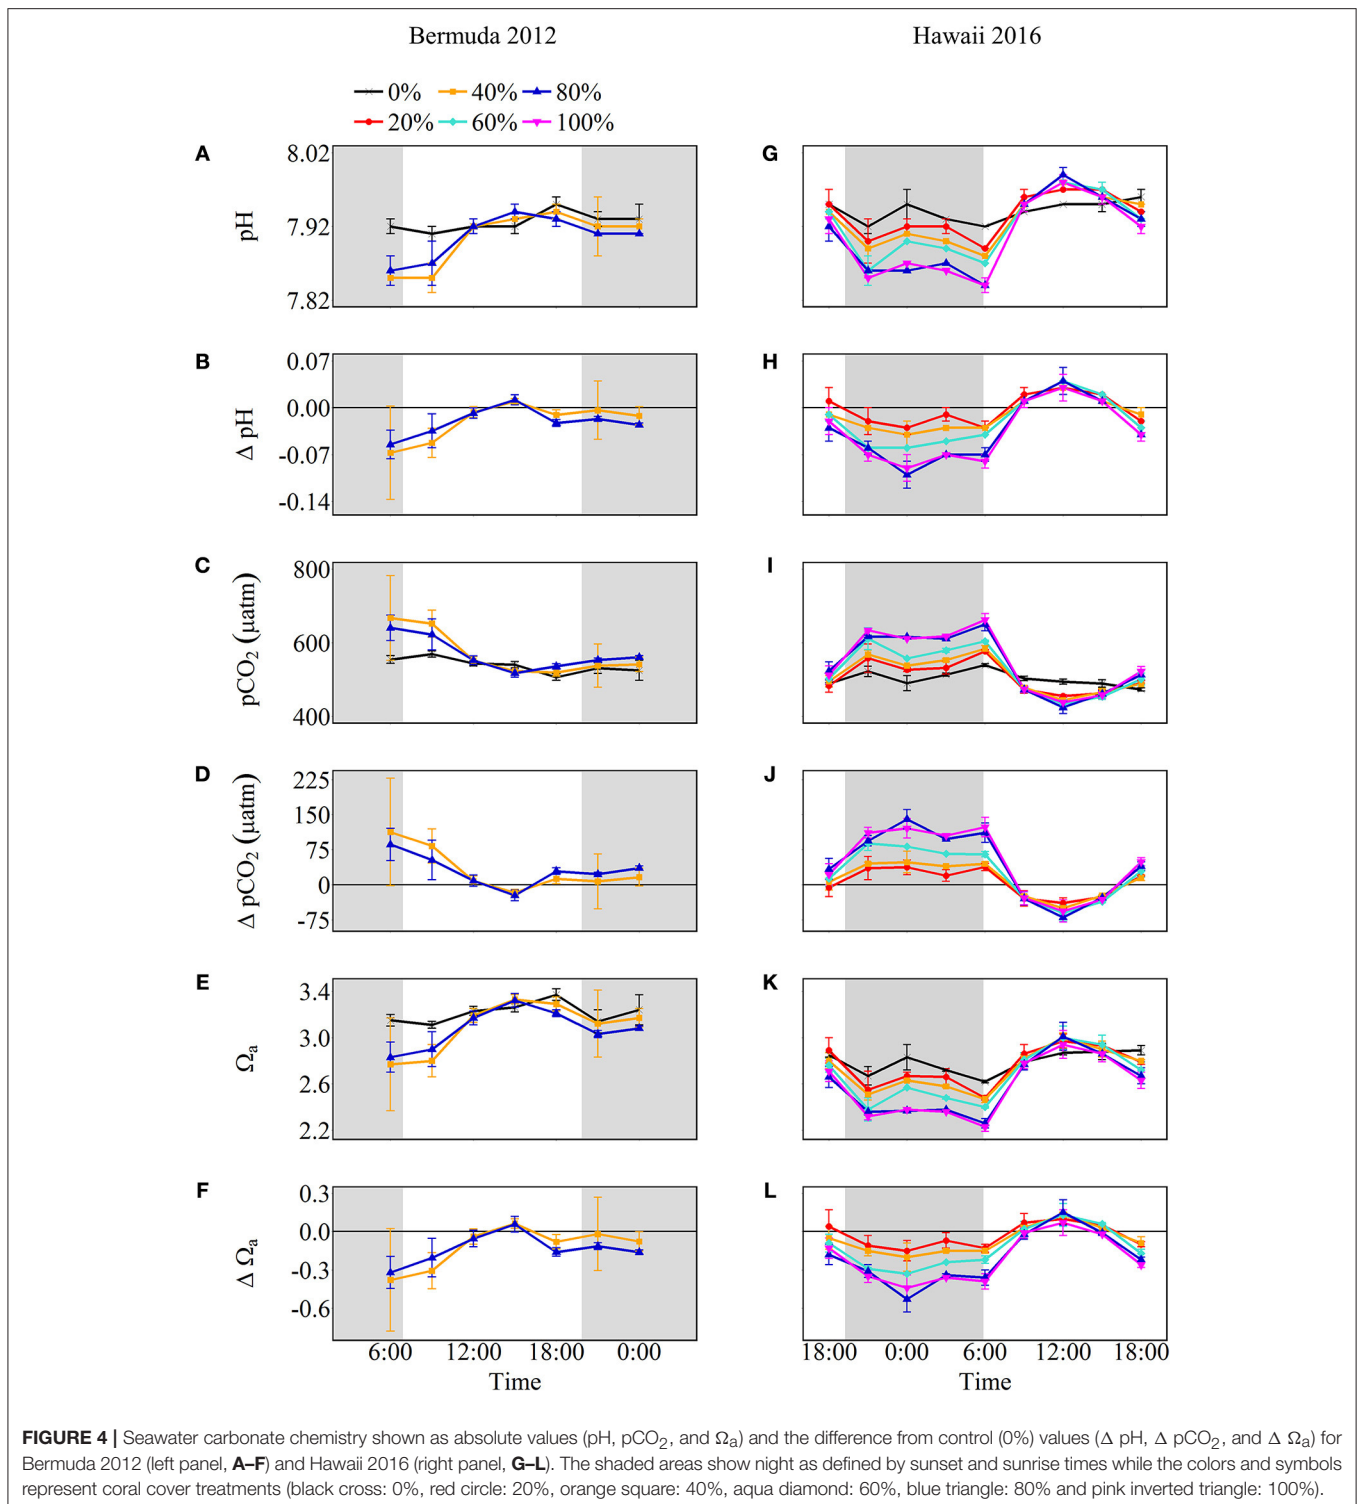 Bermuda 2012
Hawaii 2016
0% 40% 80%
20% 60% 100%
A
8.02
7.92
7.82
pH
G
B
0.07
0.00
-0.07
-0.14
Δ pH
H
C
800
600
400
pCO2 (µatm)
I
D
225
150
75
0
-75
Δ pCO2 (µatm)
J
E
3.4
3.0
2.6
2.2
Ωa
K
F
0.3
0.0
-0.3
-0.6
Δ Ωa
L
6:00 12:00 18:00 0:00
Time
18:00 0:00 6:00 12:00 18:00
Time
FIGURE 4 | Seawater carbonate chemistry shown as absolute values (pH, pCO2, and Ωa) and the difference from control (0%) values (Δ pH, Δ pCO2, and Δ Ωa) for
Bermuda 2012 (left panel, A–F) and Hawaii 2016 (right panel, G–L). The shaded areas show night as defined by sunset and sunrise times while the colors and symbols
represent coral cover treatments (black cross: 0%, red circle: 20%, orange square: 40%, aqua diamond: 60%, blue triangle: 80% and pink inverted triangle: 100%).